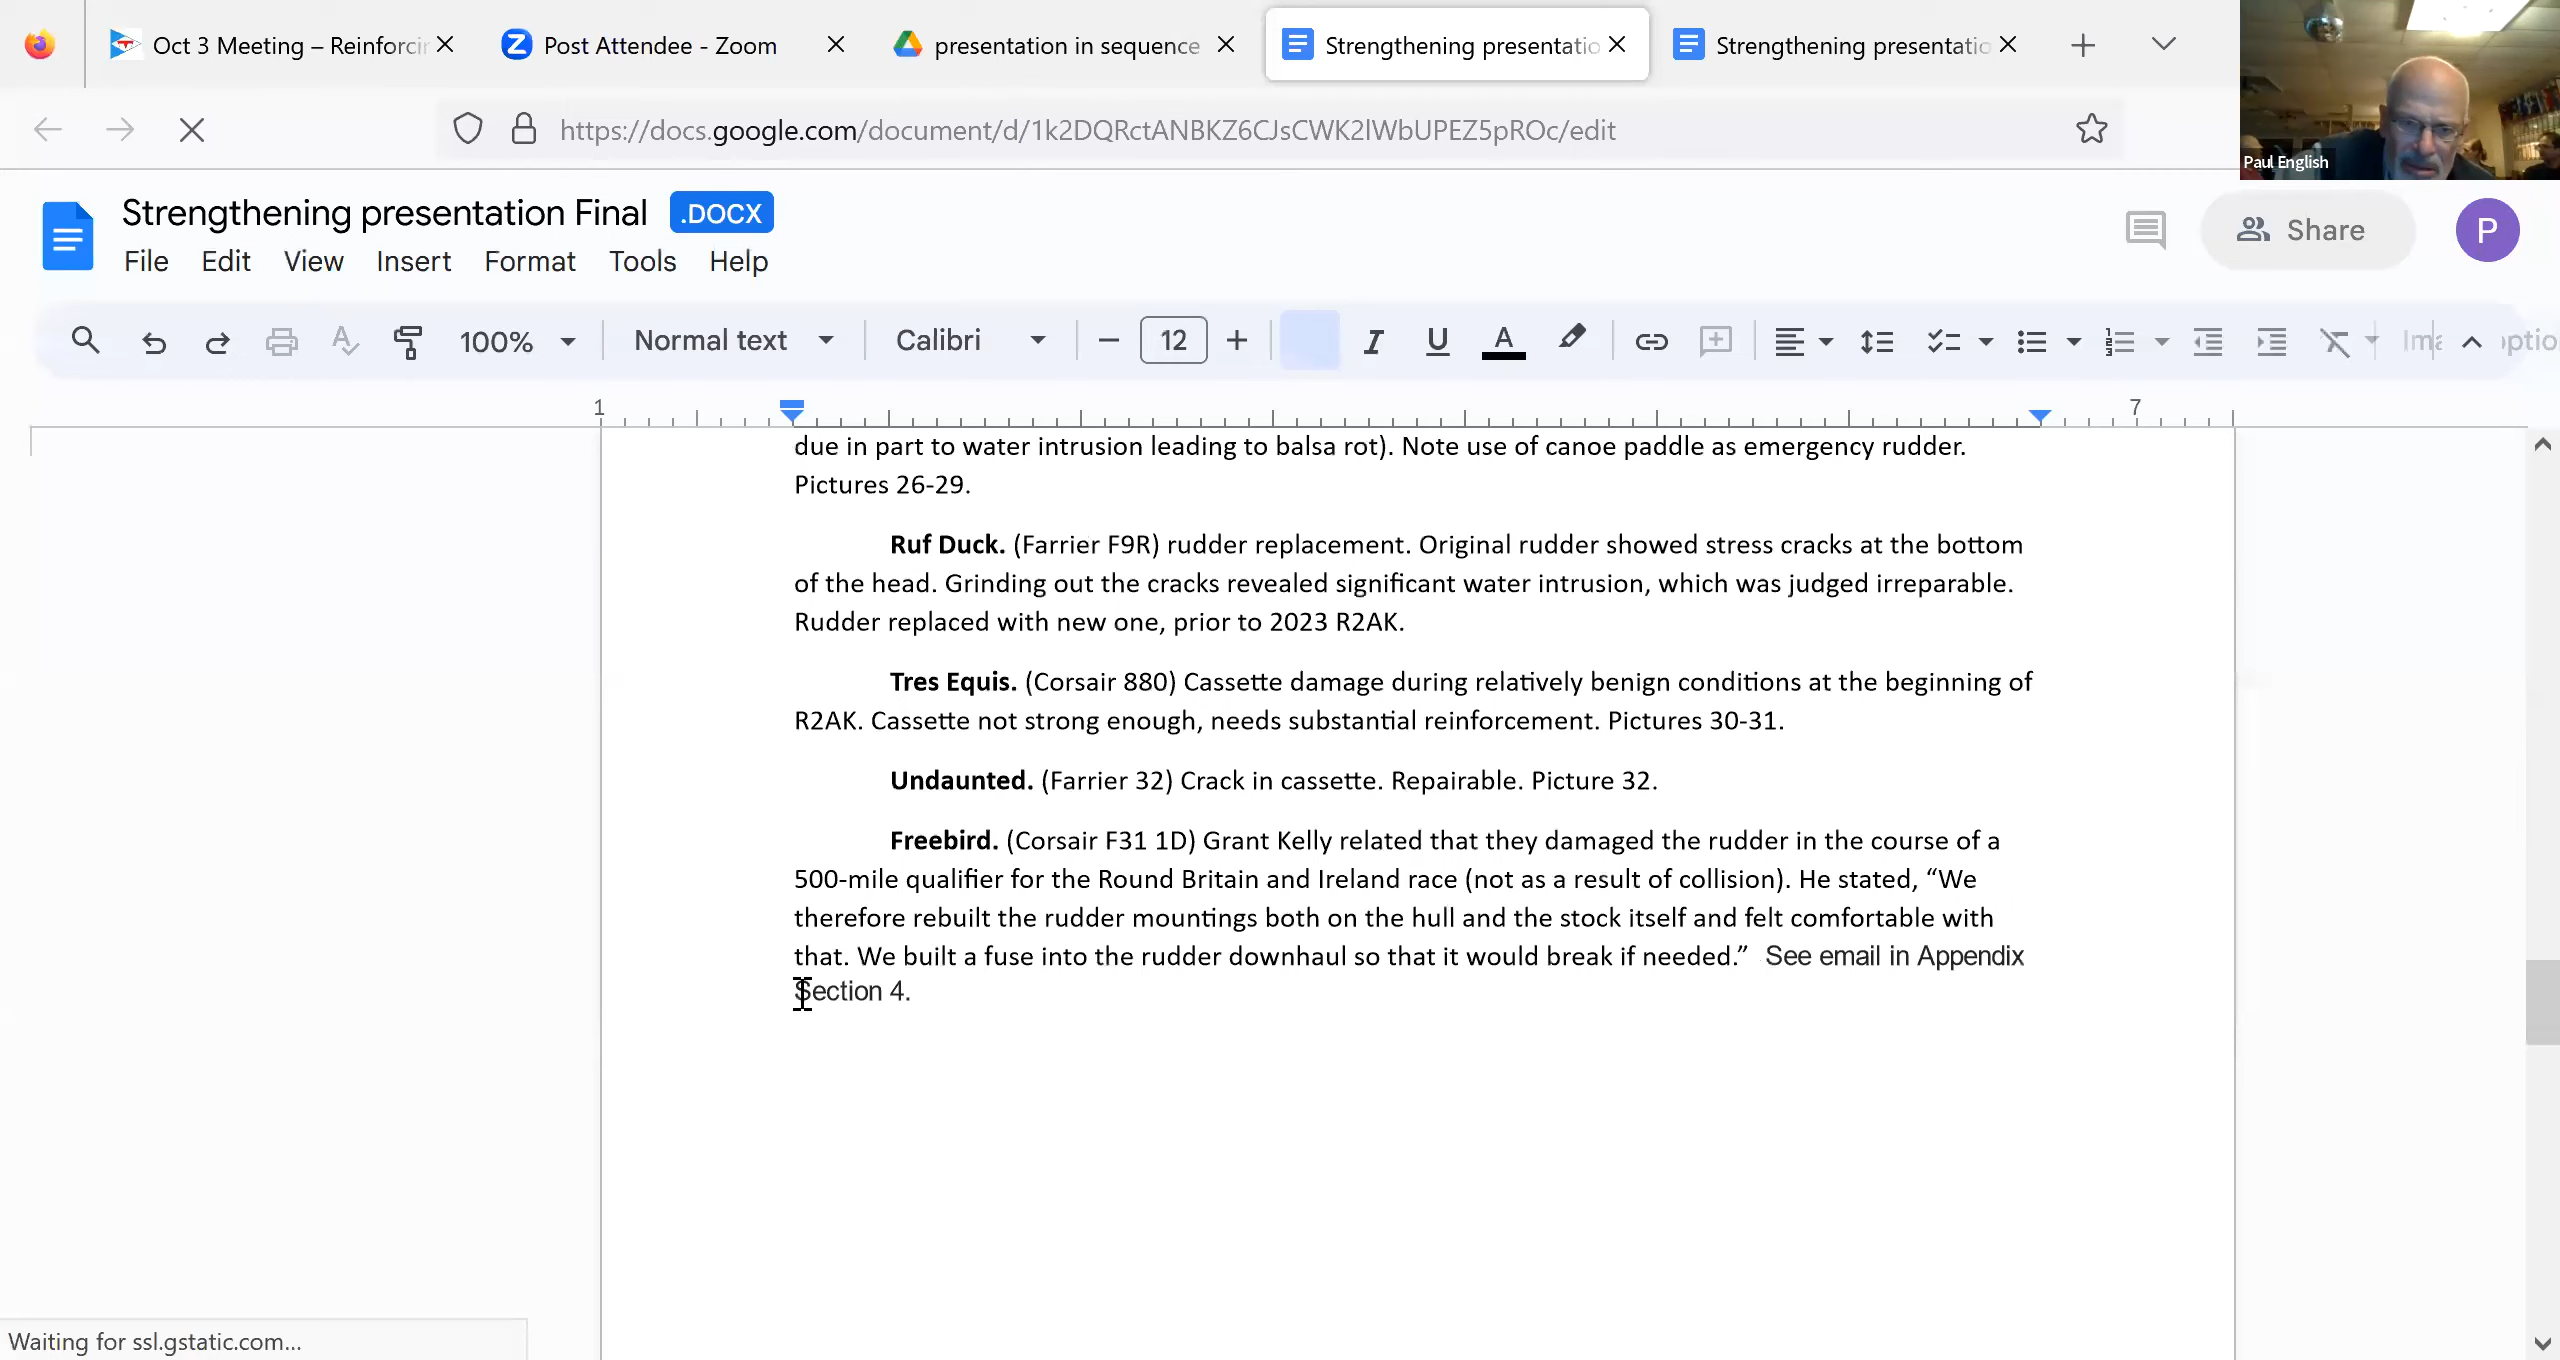 Oct 3 Meeting – Reinforcin
Post Attendee - Zoom
presentation in sequence
Strengthening presentatio
Strengthening presentatio
https://docs.google.com/document/d/1k2DQRctANBKZ6CJsCWK2lWbUPEZ5pROc/edit
Paul English
Strengthening presentation Final .DOCX
Share
P
File Edit View Insert Format Tools Help
100% Normal text Calibri 12
1 7
due in part to water intrusion leading to balsa rot). Note use of canoe paddle as emergency rudder.
Pictures 26-29.
Ruf Duck. (Farrier F9R) rudder replacement. Original rudder showed stress cracks at the bottom
of the head. Grinding out the cracks revealed significant water intrusion, which was judged irreparable.
Rudder replaced with new one, prior to 2023 R2AK.
Tres Equis. (Corsair 880) Cassette damage during relatively benign conditions at the beginning of
R2AK. Cassette not strong enough, needs substantial reinforcement. Pictures 30-31.
Undaunted. (Farrier 32) Crack in cassette. Repairable. Picture 32.
Freebird. (Corsair F31 1D) Grant Kelly related that they damaged the rudder in the course of a
500-mile qualifier for the Round Britain and Ireland race (not as a result of collision). He stated, “We
therefore rebuilt the rudder mountings both on the hull and the stock itself and felt comfortable with
that. We built a fuse into the rudder downhaul so that it would break if needed.” See email in Appendix
Section 4.
Waiting for ssl.gstatic.com...